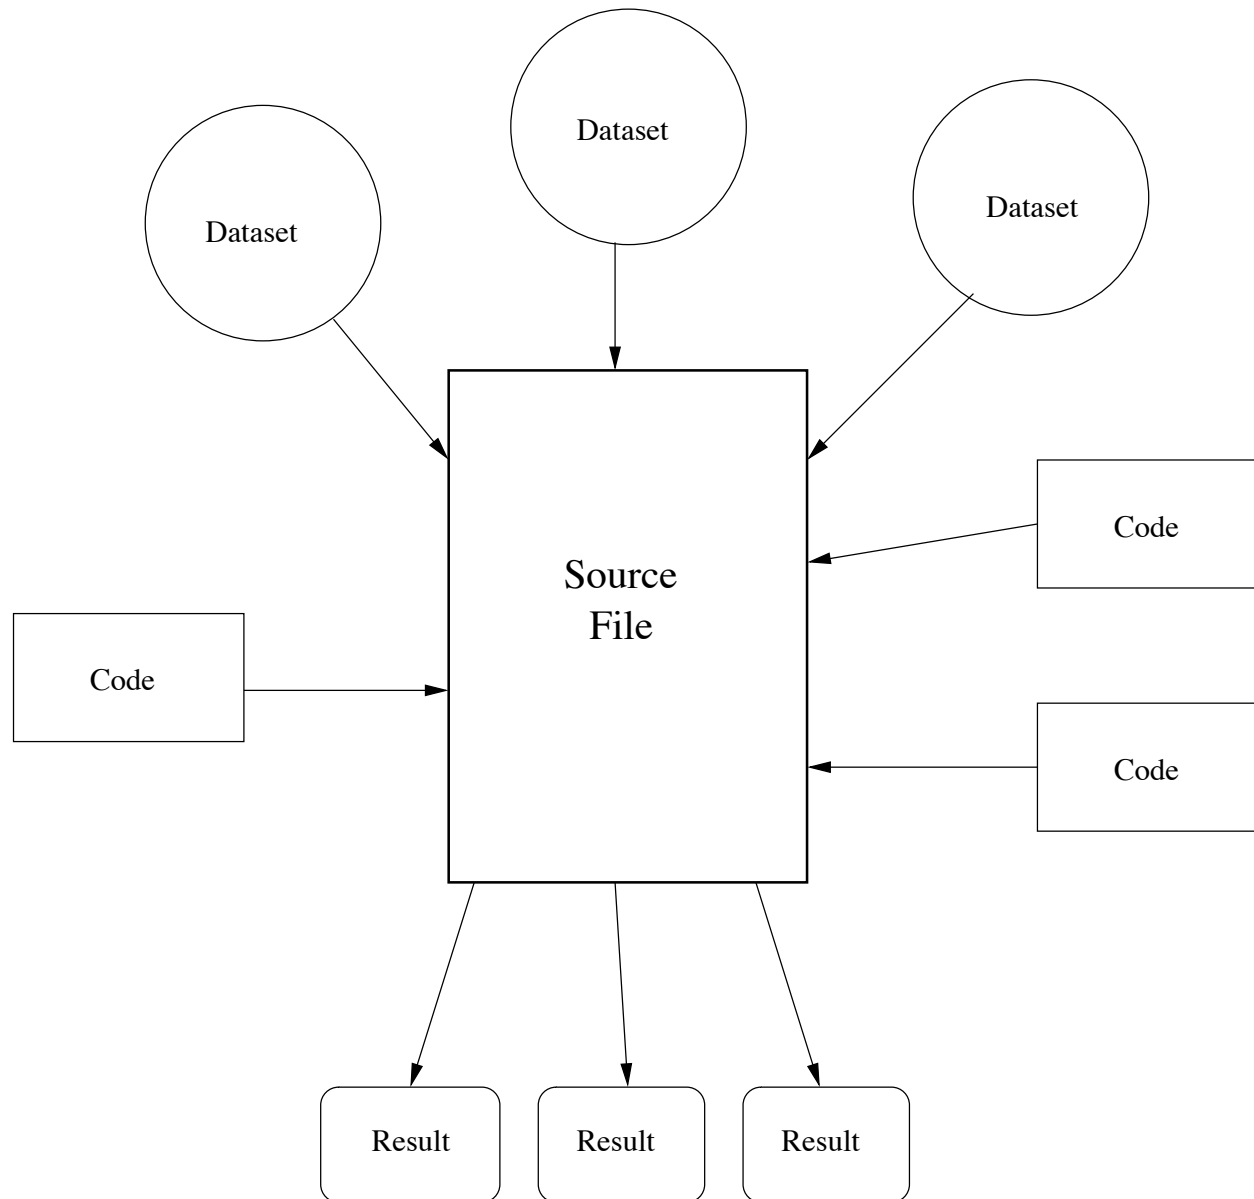 Dataset
Dataset
Dataset
Code
Source
File
Code
Code
Result
Result
Result